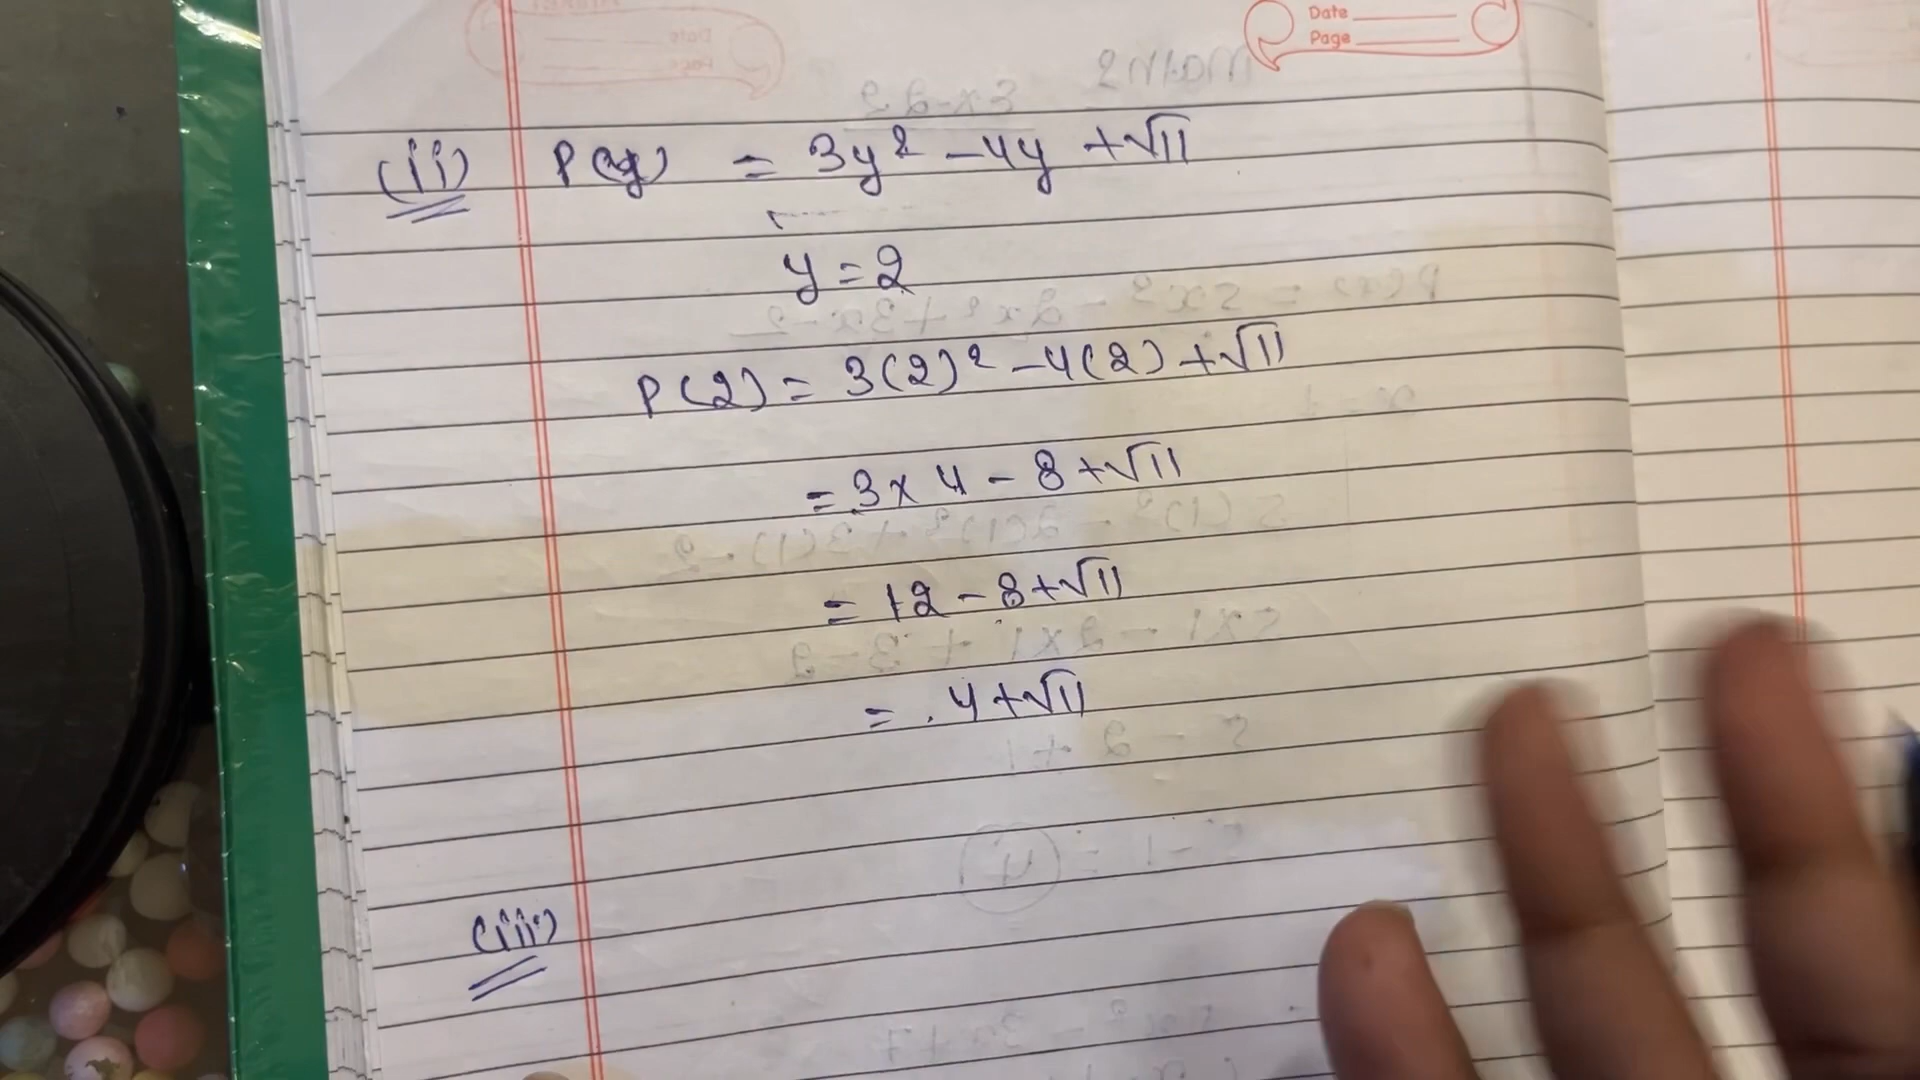 Date
Page
(ii) P(y) = 3y² - 4y + √11
y = 2
P(2) = 3(2)² - 4(2) + √11
= 3 × 4 - 8 + √11
= 12 - 8 + √11
= 4 + √11
(iii)